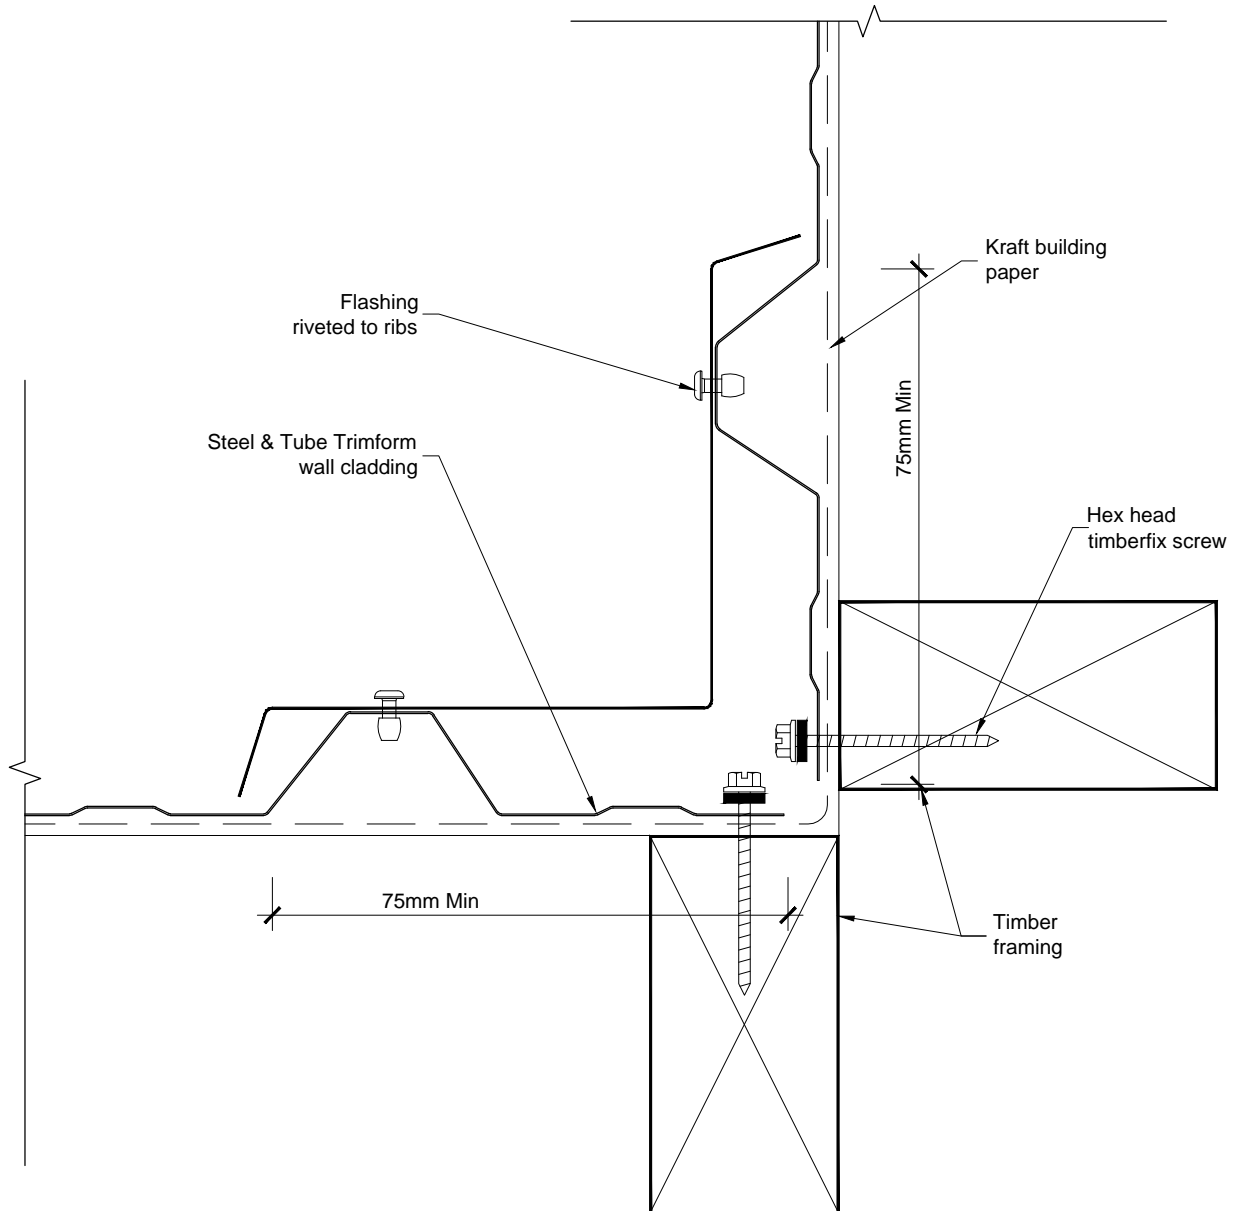 Kraft building
paper
Flashing
riveted to ribs
75mm Min
Steel & Tube Trimform
wall cladding
Hex head
timberfix screw
75mm Min
Timber
framing